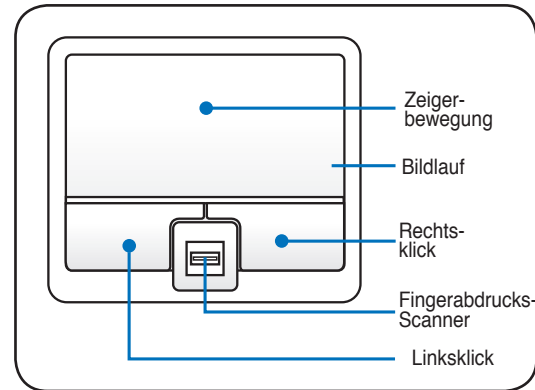 Zeiger-
bewegung
Bildlauf
Rechts-
klick
Fingerabdrucks-
Scanner
Linksklick